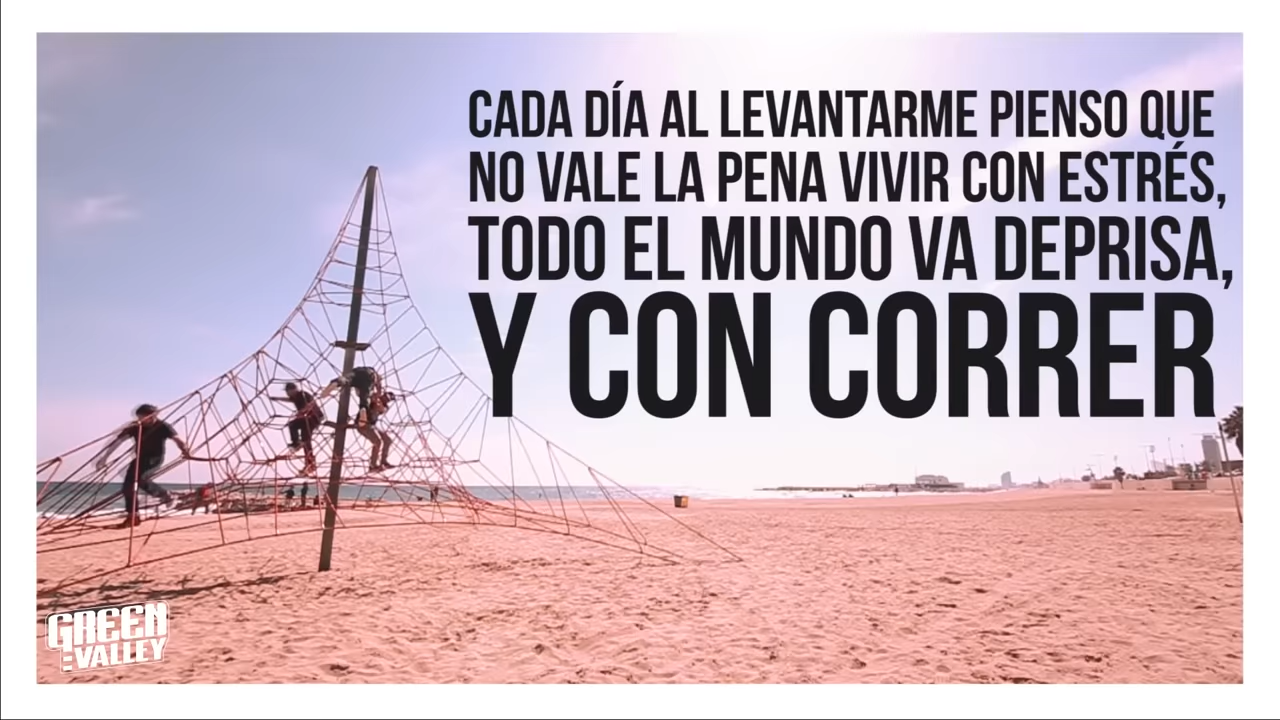 CADA DÍA AL LEVANTARME PIENSO QUE
NO VALE LA PENA VIVIR CON ESTRÉS,
TODO EL MUNDO VA DEPRISA,
Y CON CORRER
GREEN
VALLEY